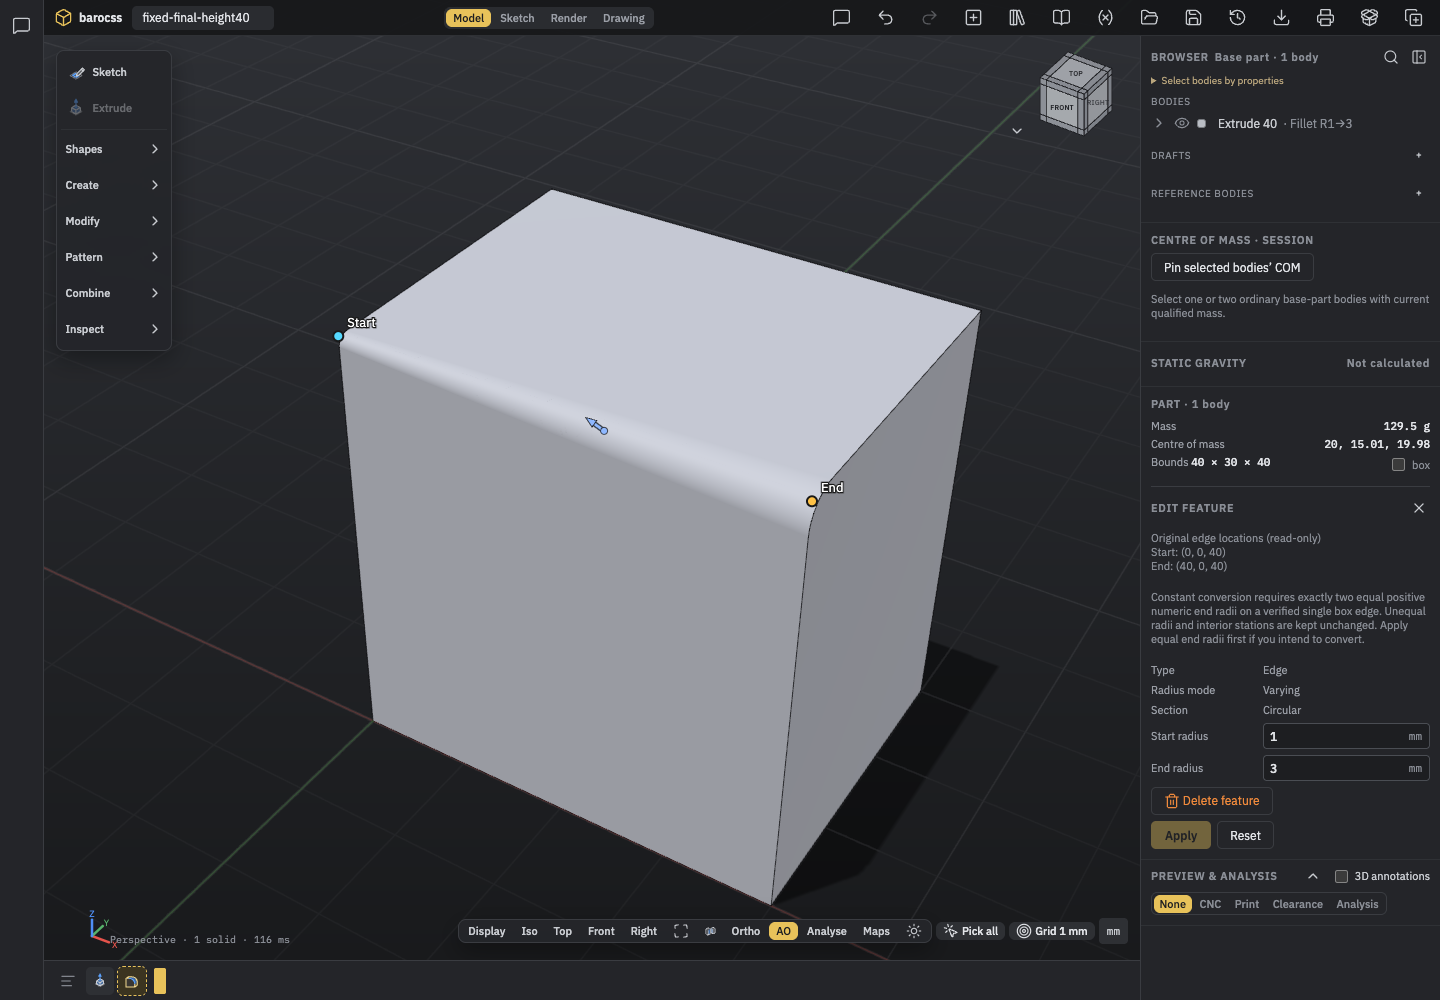 barocss
fixed-final-height40
Model
Sketch
Render
Drawing
Sketch
Extrude
Shapes
Create
Modify
Pattern
Combine
Inspect
TOP
FRONT
RIGHT
Start
End
Z
Y
X
Perspective · 1 solid · 116 ms
Display
Iso
Top
Front
Right
Ortho
AO
Analyse
Maps
Pick all
Grid 1 mm
mm
BROWSER Base part · 1 body
Select bodies by properties
BODIES
Extrude 40 · Fillet R1→3
DRAFTS +
REFERENCE BODIES +
CENTRE OF MASS · SESSION
Pin selected bodies’ COM
Select one or two ordinary base-part bodies with current
qualified mass.
STATIC GRAVITY Not calculated
PART · 1 body
Mass 129.5 g
Centre of mass 20, 15.01, 19.98
Bounds 40 × 30 × 40 box
EDIT FEATURE
Original edge locations (read-only)
Start: (0, 0, 40)
End: (40, 0, 40)
Constant conversion requires exactly two equal positive
numeric end radii on a verified single box edge. Unequal
radii and interior stations are kept unchanged. Apply
equal end radii first if you intend to convert.
Type Edge
Radius mode Varying
Section Circular
Start radius 1 mm
End radius 3 mm
Delete feature
Apply Reset
PREVIEW & ANALYSIS 3D annotations
None CNC Print Clearance Analysis